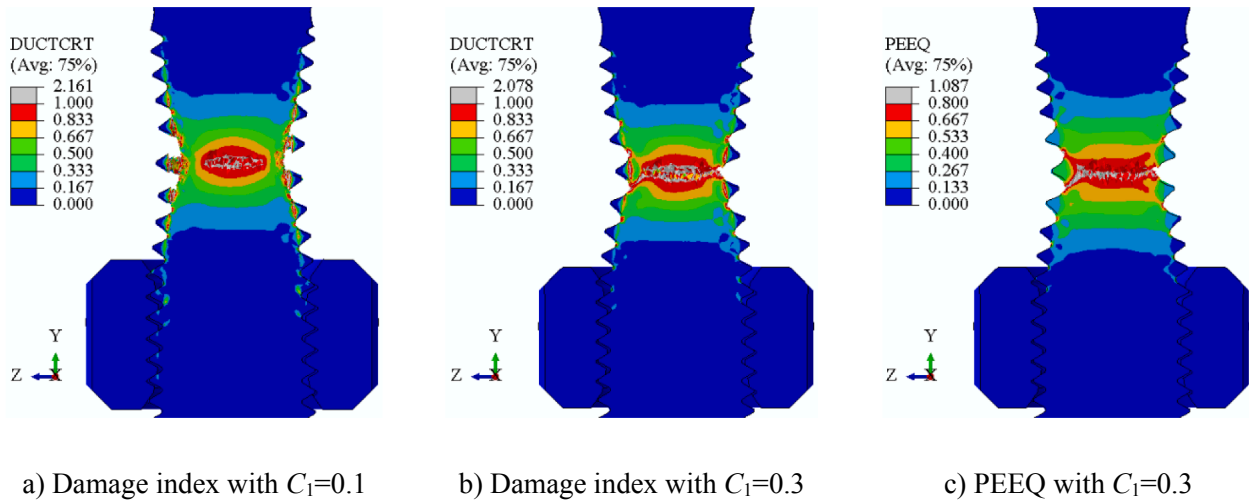 DUCTCRT
(Avg: 75%)
2.161
1.000
0.833
0.667
0.500
0.333
0.167
0.000
Y
Z
X
a) Damage index with C1=0.1
DUCTCRT
(Avg: 75%)
2.078
1.000
0.833
0.667
0.500
0.333
0.167
0.000
Y
Z
X
b) Damage index with C1=0.3
PEEQ
(Avg: 75%)
1.087
0.800
0.667
0.533
0.400
0.267
0.133
0.000
Y
Z
X
c) PEEQ with C1=0.3